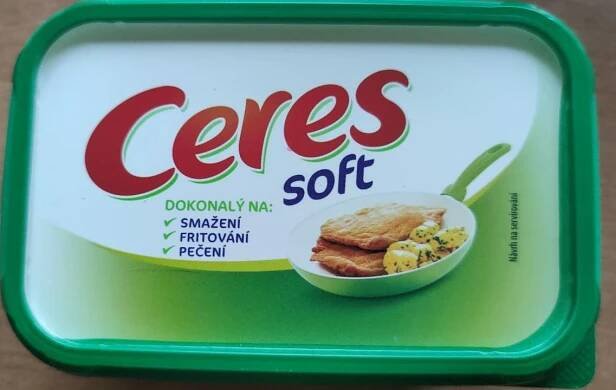 Ceres
soft
DOKONALÝ NA:
SMAŽENÍ
FRITOVÁNÍ
PEČENÍ
Návrh na servírování